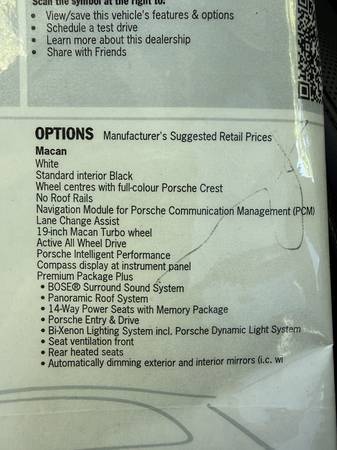 Scan the symbol at the right to:
• View/save this vehicle's features & options
• Schedule a test drive
• Learn more about this dealership
• Share with Friends
OPTIONS Manufacturer's Suggested Retail Prices
Macan
White
Standard interior Black
Wheel centres with full-colour Porsche Crest
No Roof Rails
Navigation Module for Porsche Communication Management (PCM)
Lane Change Assist
19-inch Macan Turbo wheel
Active All Wheel Drive
Porsche Intelligent Performance
Compass display at instrument panel
Premium Package Plus
• BOSE® Surround Sound System
• Panoramic Roof System
• 14-Way Power Seats with Memory Package
• Porsche Entry & Drive
• Bi-Xenon Lighting System incl. Porsche Dynamic Light System
• Seat ventilation front
• Rear heated seats
• Automatically dimming exterior and interior mirrors (i.c. wi